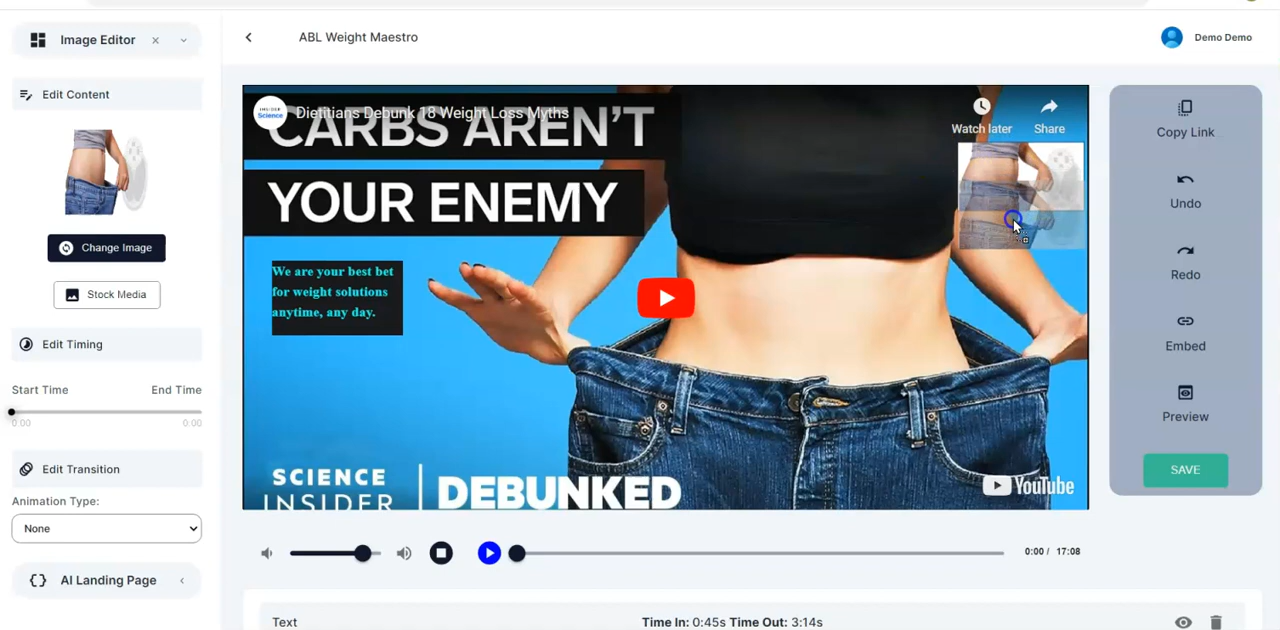 Image Editor
ABL Weight Maestro
Demo Demo
Edit Content
Change Image
Stock Media
Edit Timing
Start Time End Time
0:00 0:00
Edit Transition
Animation Type:
None
AI Landing Page
INSIDER
Science
Dietitians Debunk 18 Weight Loss Myths
CARBS AREN'T
YOUR ENEMY
Watch later
Share
We are your best bet
for weight solutions
anytime, any day.
SCIENCE
INSIDER
DEBUNKED
YouTube
0:00 / 17:08
Text
Time In: 0:45s Time Out: 3:14s
Copy Link
Undo
Redo
Embed
Preview
SAVE